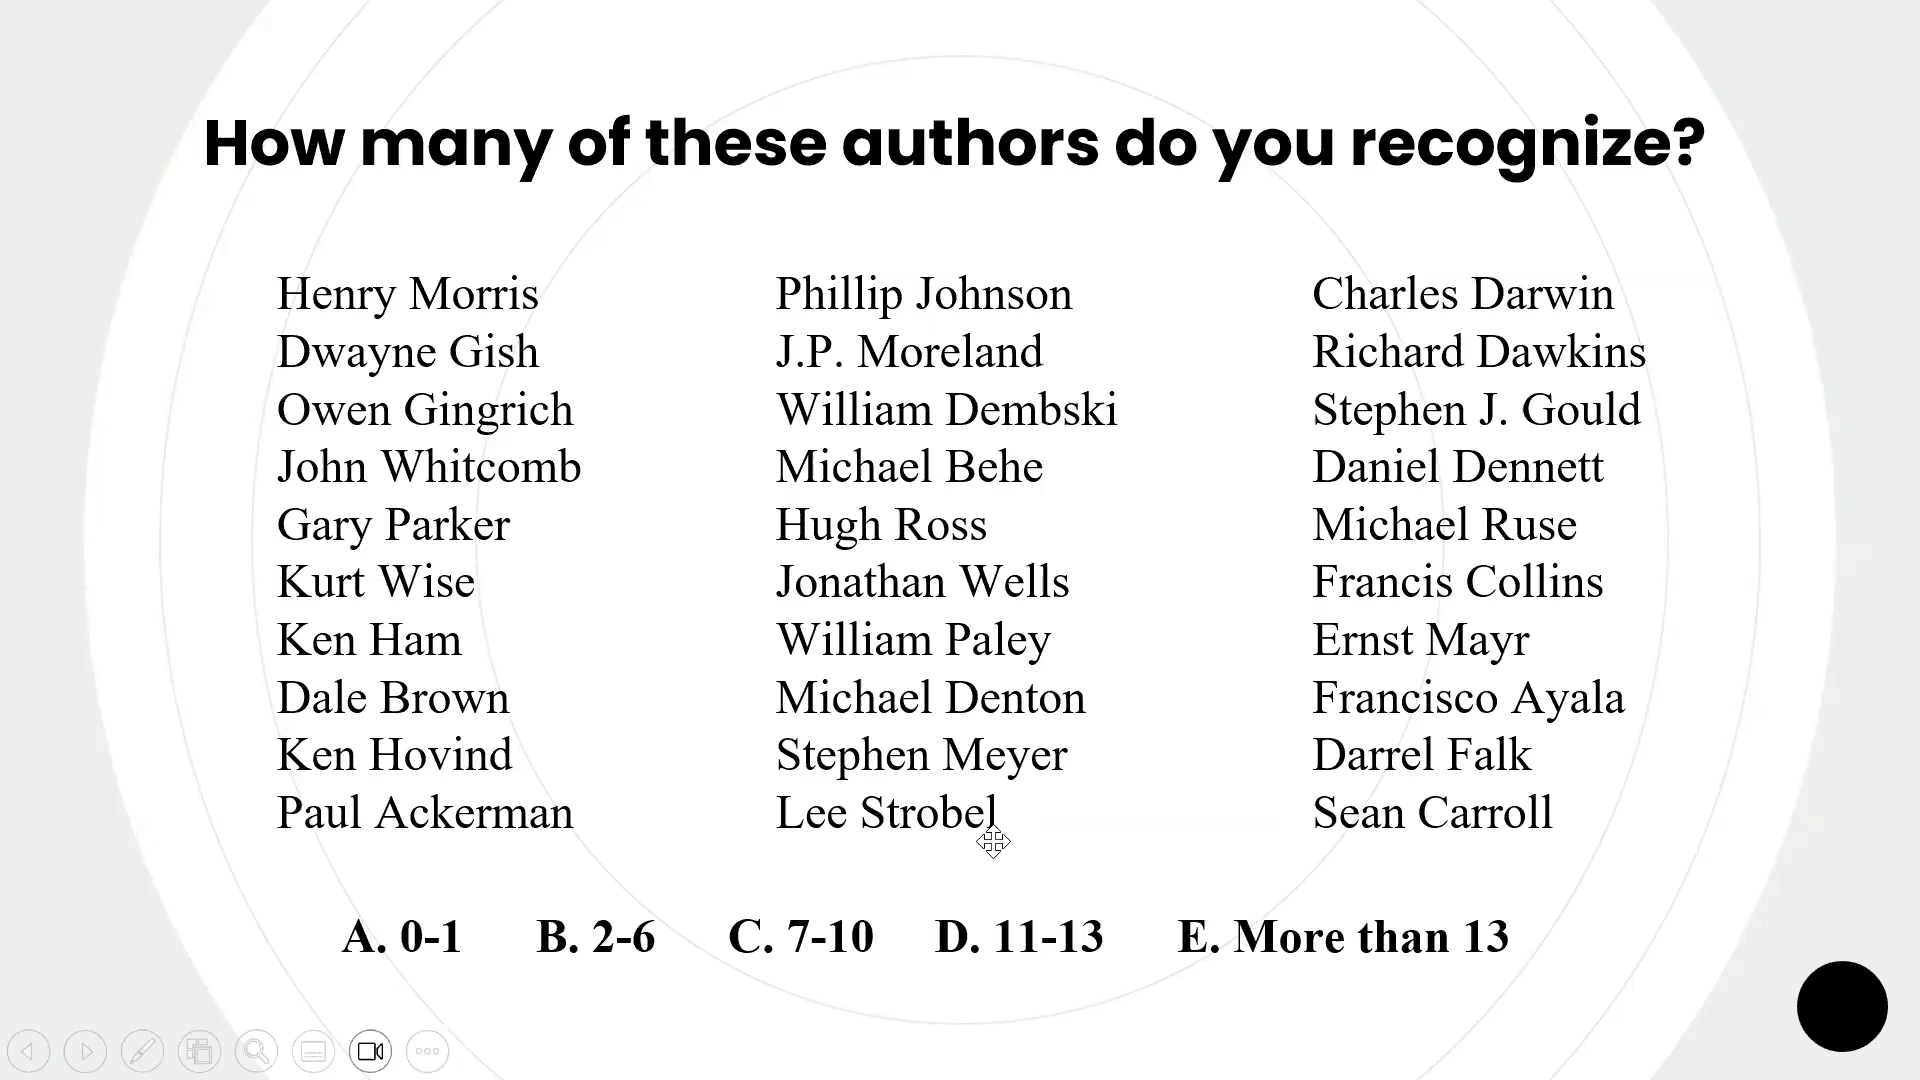 How many of these authors do you recognize?
Henry Morris
Dwayne Gish
Owen Gingrich
John Whitcomb
Gary Parker
Kurt Wise
Ken Ham
Dale Brown
Ken Hovind
Paul Ackerman
Phillip Johnson
J.P. Moreland
William Dembski
Michael Behe
Hugh Ross
Jonathan Wells
William Paley
Michael Denton
Stephen Meyer
Lee Strobel
Charles Darwin
Richard Dawkins
Stephen J. Gould
Daniel Dennett
Michael Ruse
Francis Collins
Ernst Mayr
Francisco Ayala
Darrel Falk
Sean Carroll
A. 0-1 B. 2-6 C. 7-10 D. 11-13 E. More than 13